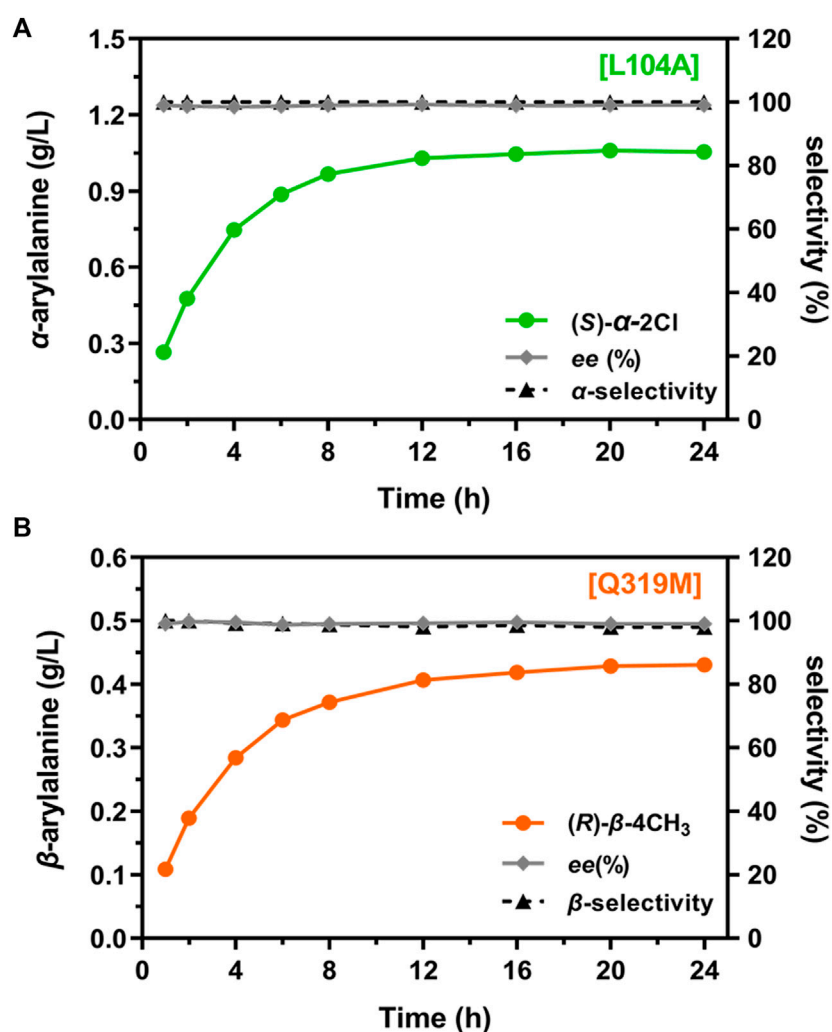 A
[L104A]
α-arylalanine (g/L)
1.5
1.2
0.9
0.6
0.3
0.0
120
100
80
60
40
20
0
selectivity (%)
(S)-α-2Cl
ee (%)
α-selectivity
0 4 8 12 16 20 24
Time (h)
B
[Q319M]
β-arylalanine (g/L)
0.6
0.5
0.4
0.3
0.2
0.1
0.0
120
100
80
60
40
20
0
selectivity (%)
(R)-β-4CH₃
ee(%)
β-selectivity
0 4 8 12 16 20 24
Time (h)